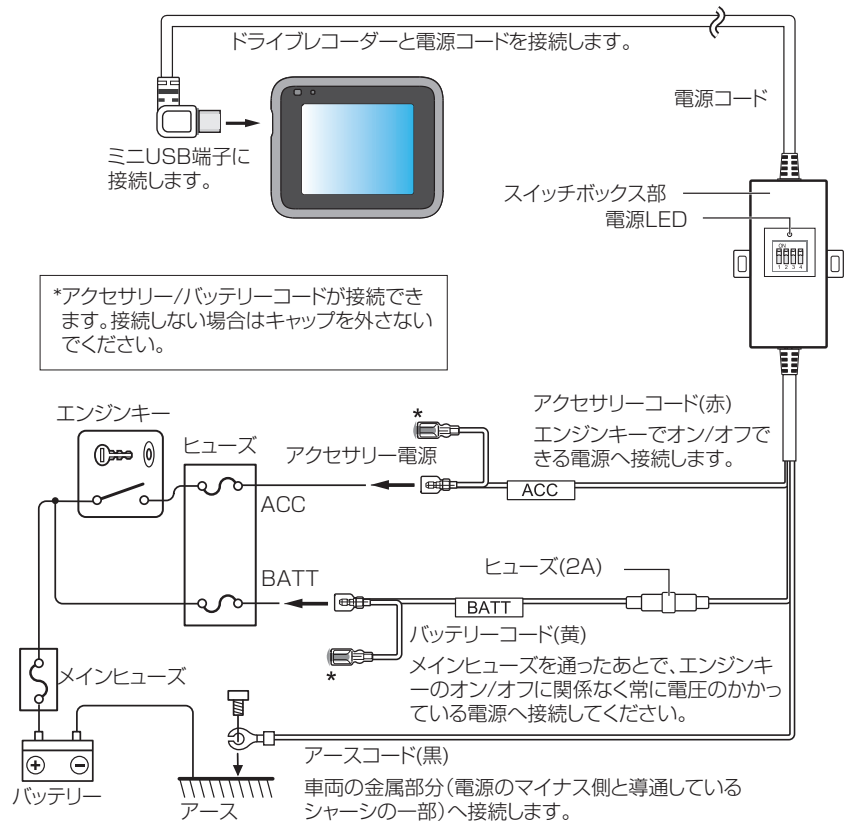 ドライブレコーダーと電源コードを接続します。
電源コード
ミニUSB端子に
接続します。
スイッチボックス部
電源LED
ON
1 2 3 4
*アクセサリー/バッテリーコードが接続でき
ます。接続しない場合はキャップを外さない
でください。
エンジンキー
ヒューズ
アクセサリー電源
*
アクセサリーコード(赤)
エンジンキーでオン/オフで
きる電源へ接続します。
ACC
ACC
BATT
ヒューズ(2A)
BATT
バッテリーコード(黄)
*
メインヒューズを通ったあとで、エンジンキ
ーのオン/オフに関係なく常に電圧のかかっ
ている電源へ接続してください。
メインヒューズ
+ −
バッテリー
アース
アースコード(黒)
車両の金属部分(電源のマイナス側と導通している
シャーシの一部)へ接続します。